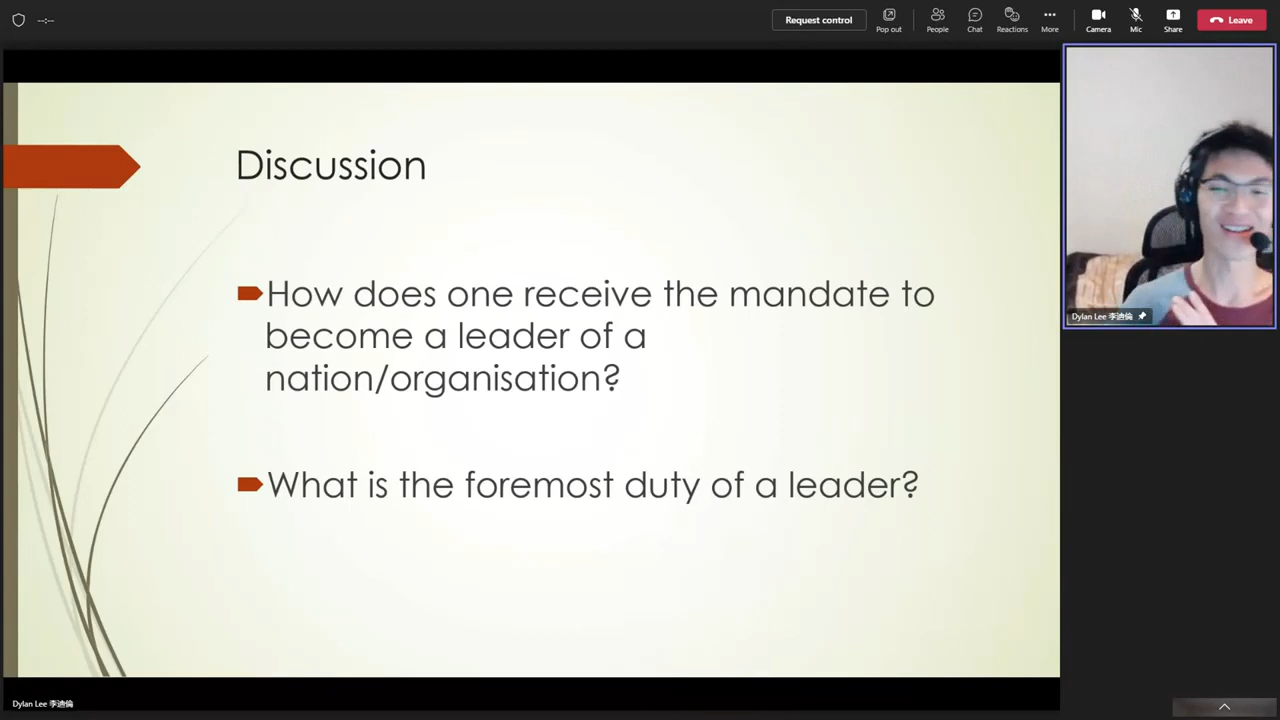 --:--
Request control
Pop out
People
Chat
Reactions
More
Camera
Mic
Share
Leave
Discussion
How does one receive the mandate to
become a leader of a
nation/organisation?
What is the foremost duty of a leader?
Dylan Lee 李迪倫
Dylan Lee 李迪倫